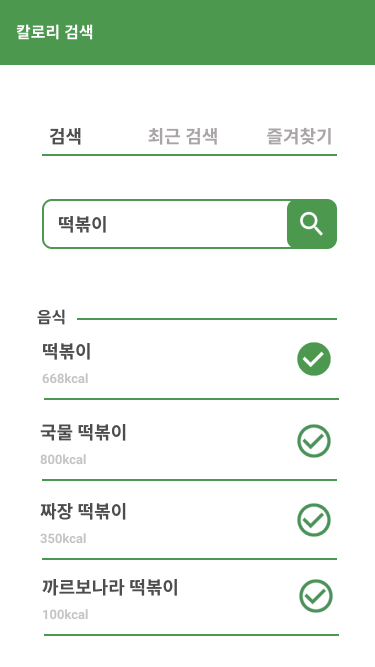 칼로리 검색
검색 최근 검색 즐겨찾기
떡볶이
음식
떡볶이
668kcal
국물 떡볶이
800kcal
짜장 떡볶이
350kcal
까르보나라 떡볶이
100kcal